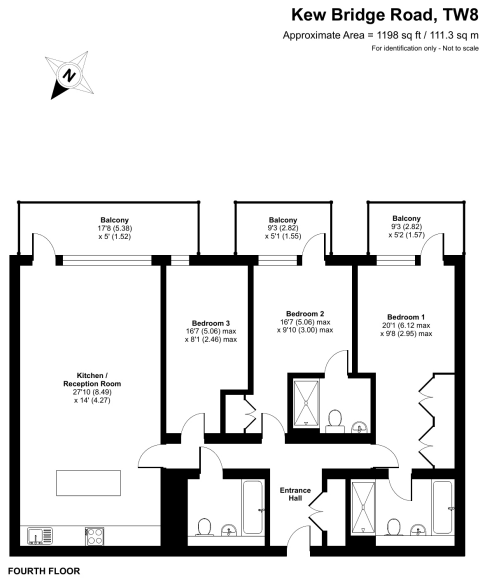 Kew Bridge Road, TW8
Approximate Area = 1198 sq ft / 111.3 sq m
For identification only - Not to scale
N
Balcony
17'8 (5.38)
x 5' (1.52)
Balcony
9'3 (2.82)
x 5'1 (1.55)
Balcony
9'3 (2.82)
x 5'2 (1.57)
Bedroom 3
16'7 (5.06) max
x 8'1 (2.46) max
Bedroom 2
16'7 (5.06) max
x 9'10 (3.00) max
Bedroom 1
20'1 (6.12 max
x 9'8 (2.95) max
Kitchen /
Reception Room
27'10 (8.49)
x 14' (4.27)
Entrance
Hall
FOURTH FLOOR